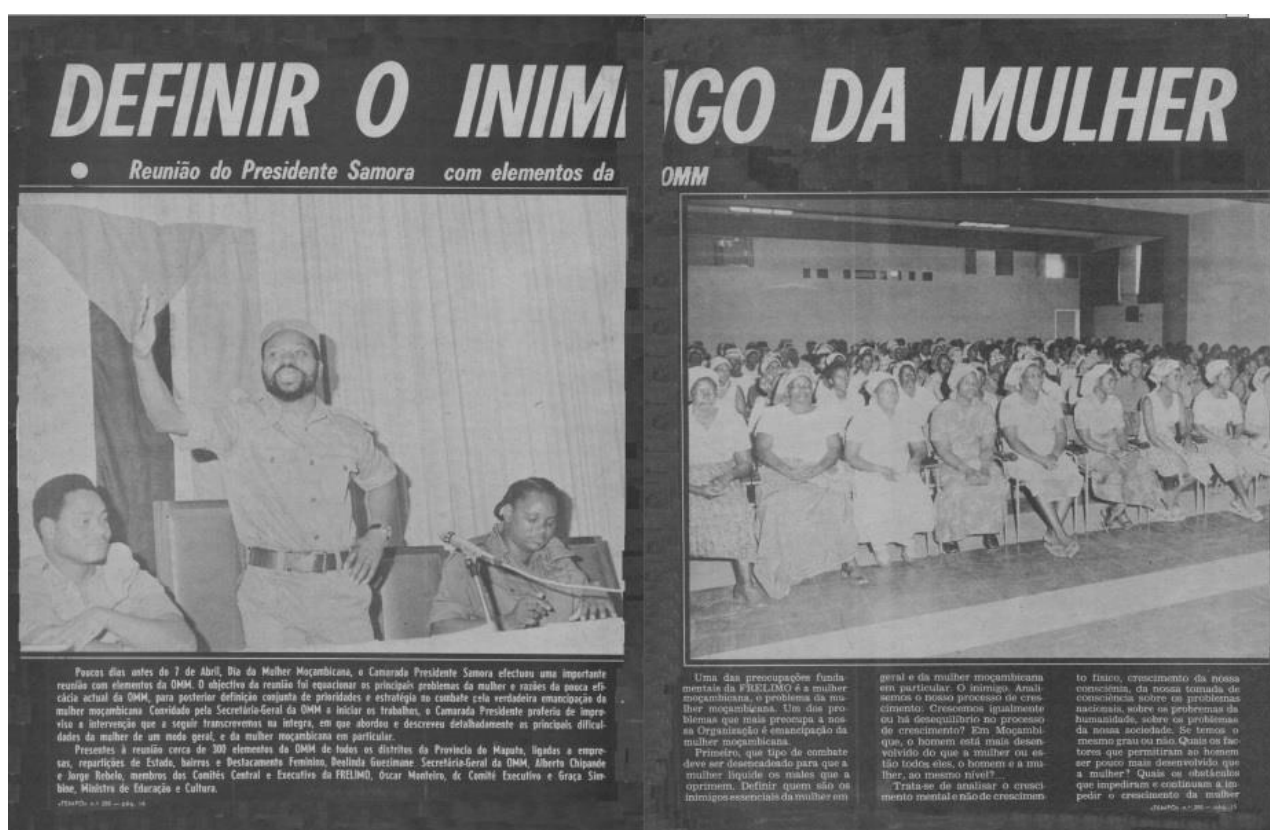 DEFINIR O INIMIGO DA MULHER
● Reunião do Presidente Samora com elementos da OMM
Poucos dias antes do 7 de Abril, Dia da Mulher Moçambicana, o Camarada Presidente Samora efectuou uma importante
reunião com elementos da OMM. O objectivo da reunião foi equacionar os principais problemas da mulher e razões da pouca efi-
cácia actual da OMM, para posterior definição conjunta de prioridades e estratégia no combate pela verdadeira emancipação da
mulher moçambicana Convidado pela Secretária-Geral da OMM a iniciar os trabalhos, o Camarada Presidente proferiu de impro-
viso a intervenção que a seguir transcrevemos na íntegra, em que abordou e descreveu detalhadamente as principais dificul-
dades da mulher de um modo geral, e da mulher moçambicana em particular.
Presentes à reunião cerca de 300 elementos da OMM de todos os distritos da Província do Maputo, ligadas a empre-
sas, repartições de Estado, bairros e Destacamento Feminino, Deolinda Guezimane Secretária-Geral da OMM, Alberto Chipande
e Jorge Rebelo, membros dos Comités Central e Executivo da FRELIMO, Óscar Monteiro, do Comité Executivo e Graça Sim-
bine, Ministro de Educação e Cultura.
«TEMPO» n.º — pág. 14
Uma das preocupações funda-
mentais da FRELIMO é a mulher
moçambicana, o problema da mu-
lher moçambicana. Um dos pro-
blemas que mais preocupa a nos-
sa Organização é emancipação da
mulher moçambicana.
Primeiro, que tipo de combate
deve ser desencadeado para que a
mulher liquide os males que a
oprimem. Definir quem são os
inimigos essenciais da mulher em
geral e da mulher moçambicana
em particular. O inimigo. Anali-
semos o nosso processo de cres-
cimento: Crescemos igualmente
ou há desequilíbrio no processo
de crescimento? Em Moçambi-
que, o homem está mais desen-
volvido do que a mulher ou es-
tão todos eles, o homem e a mu-
lher, ao mesmo nível?
Trata-se de analisar o cresci-
mento mental e não de crescimen-
to físico, crescimento da nossa
consciênia, da nossa tomada de
consciência sobre os problemas
nacionais, sobre os problemas da
humanidade, sobre os problemas
da nossa sociedade. Se temos o
mesmo grau ou não. Quais os fac-
tores que permitiram ao homem
ser pouco mais desenvolvido que
a mulher? Quais os obstáculos
que impediram e continuam a im-
pedir o crescimento da mulher
«TEMPO» n.º — pág. 15